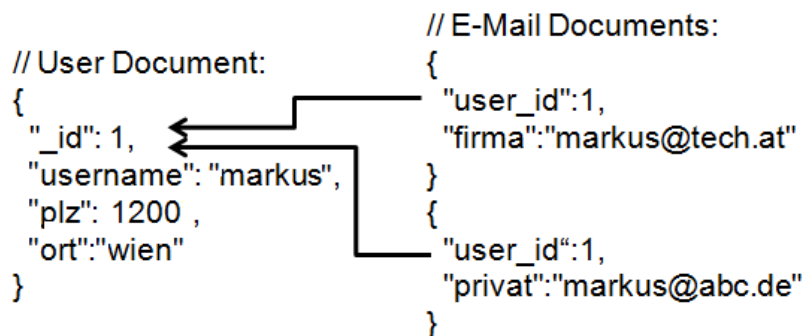 // User Document:
{
"_id": 1,
"username": "markus",
"plz": 1200 ,
"ort":"wien"
}
// E-Mail Documents:
{
"user_id":1,
"firma":"markus@tech.at"
}
{
"user_id“:1,
"privat":"markus@abc.de"
}